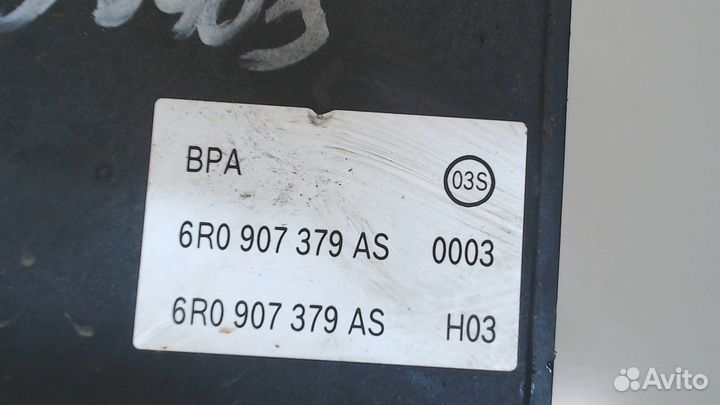 BPA 03S
6R0 907 379 AS 0003
6R0 907 379 AS H03
Avito